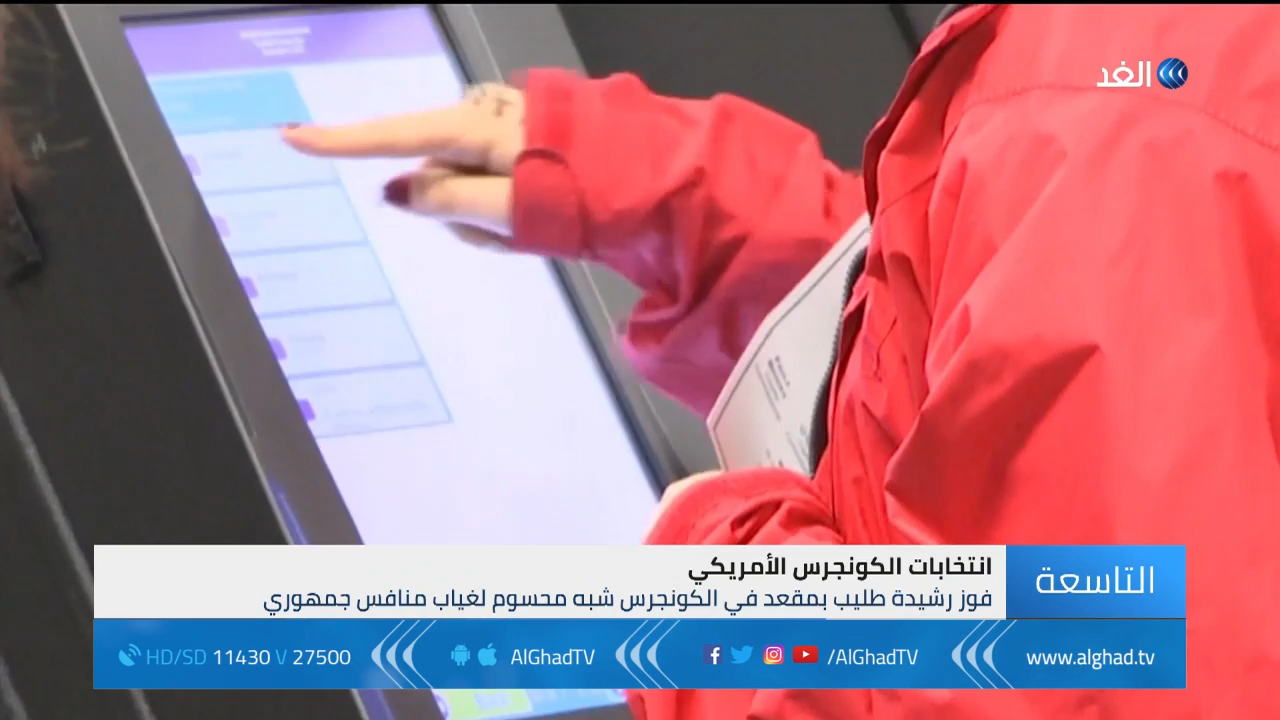 الغد
التاسعة
انتخابات الكونجرس الأمريكي
فوز رشيدة طليب بمقعد في الكونجرس شبه محسوم لغياب منافس جمهوري
HD/SD 11430 V 27500
AlGhadTV
/AlGhadTV
www.alghad.tv